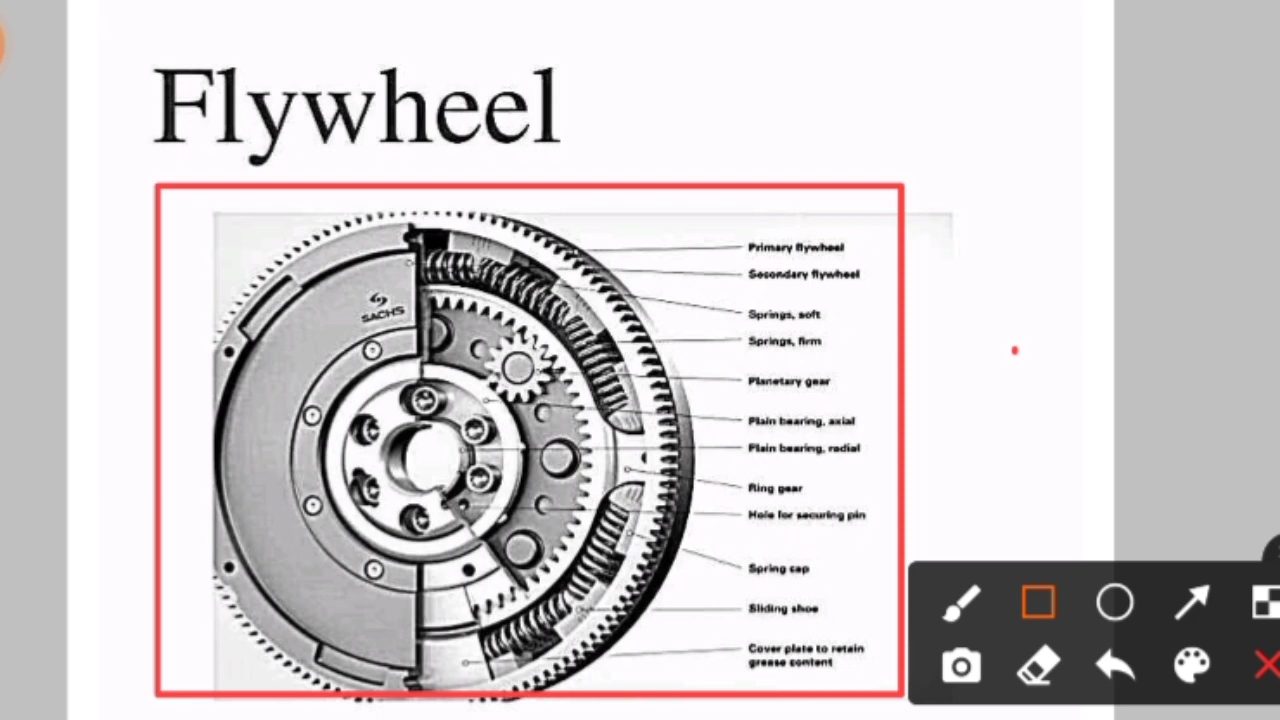 Flywheel
SACHS
Primary flywheel
Secondary flywheel
Springs, soft
Springs, firm
Planetary gear
Plain bearing, axial
Plain bearing, radial
Ring gear
Hole for securing pin
Spring cap
Sliding shoe
Cover plate to retain
grease content